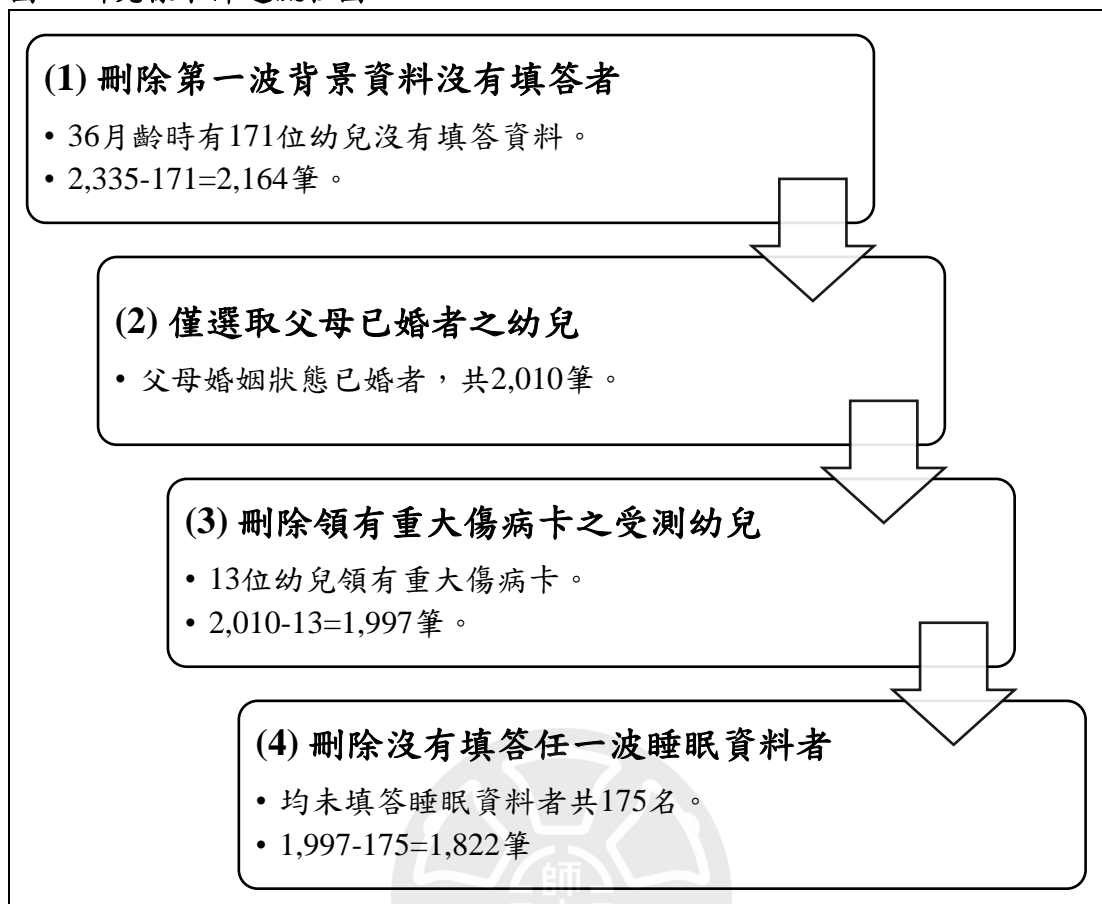 (1) 刪除第一波背景資料沒有填答者
• 36月齡時有171位幼兒沒有填答資料。
• 2,335-171=2,164筆。
(2) 僅選取父母已婚者之幼兒
• 父母婚姻狀態已婚者，共2,010筆。
(3) 刪除領有重大傷病卡之受測幼兒
• 13位幼兒領有重大傷病卡。
• 2,010-13=1,997筆。
(4) 刪除沒有填答任一波睡眠資料者
• 均未填答睡眠資料者共175名。
• 1,997-175=1,822筆
師